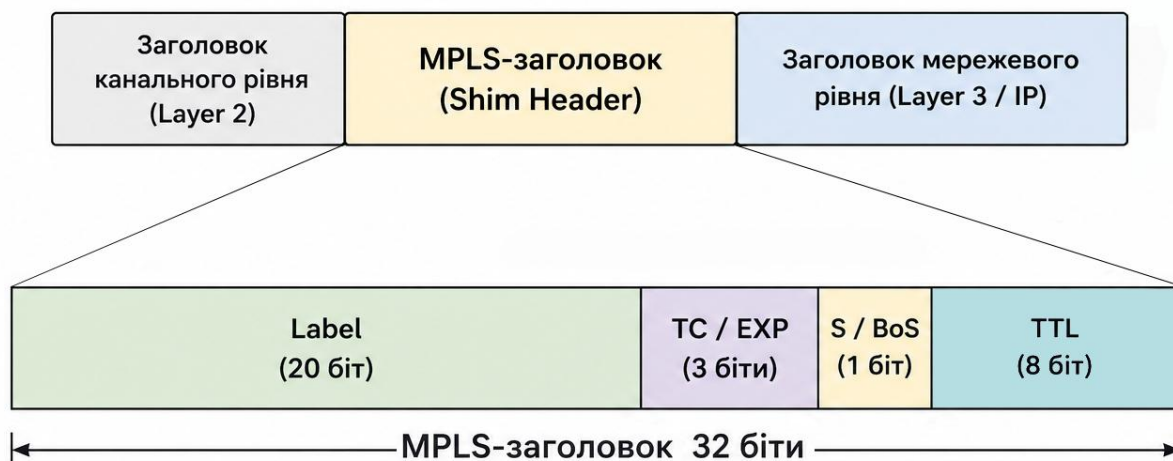 Заголовок
канального рівня
(Layer 2)
MPLS-заголовок
(Shim Header)
Заголовок мережевого
рівня (Layer 3 / IP)
Label
(20 біт)
TC / EXP
(3 біти)
S / BoS
(1 біт)
TTL
(8 біт)
MPLS-заголовок 32 біти